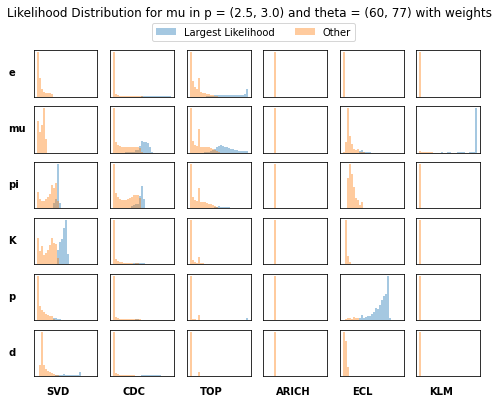 Likelihood Distribution for mu in p = (2.5, 3.0) and theta = (60, 77) with weights
Largest Likelihood Other
e
mu
pi
K
p
d
SVD CDC TOP ARICH ECL KLM